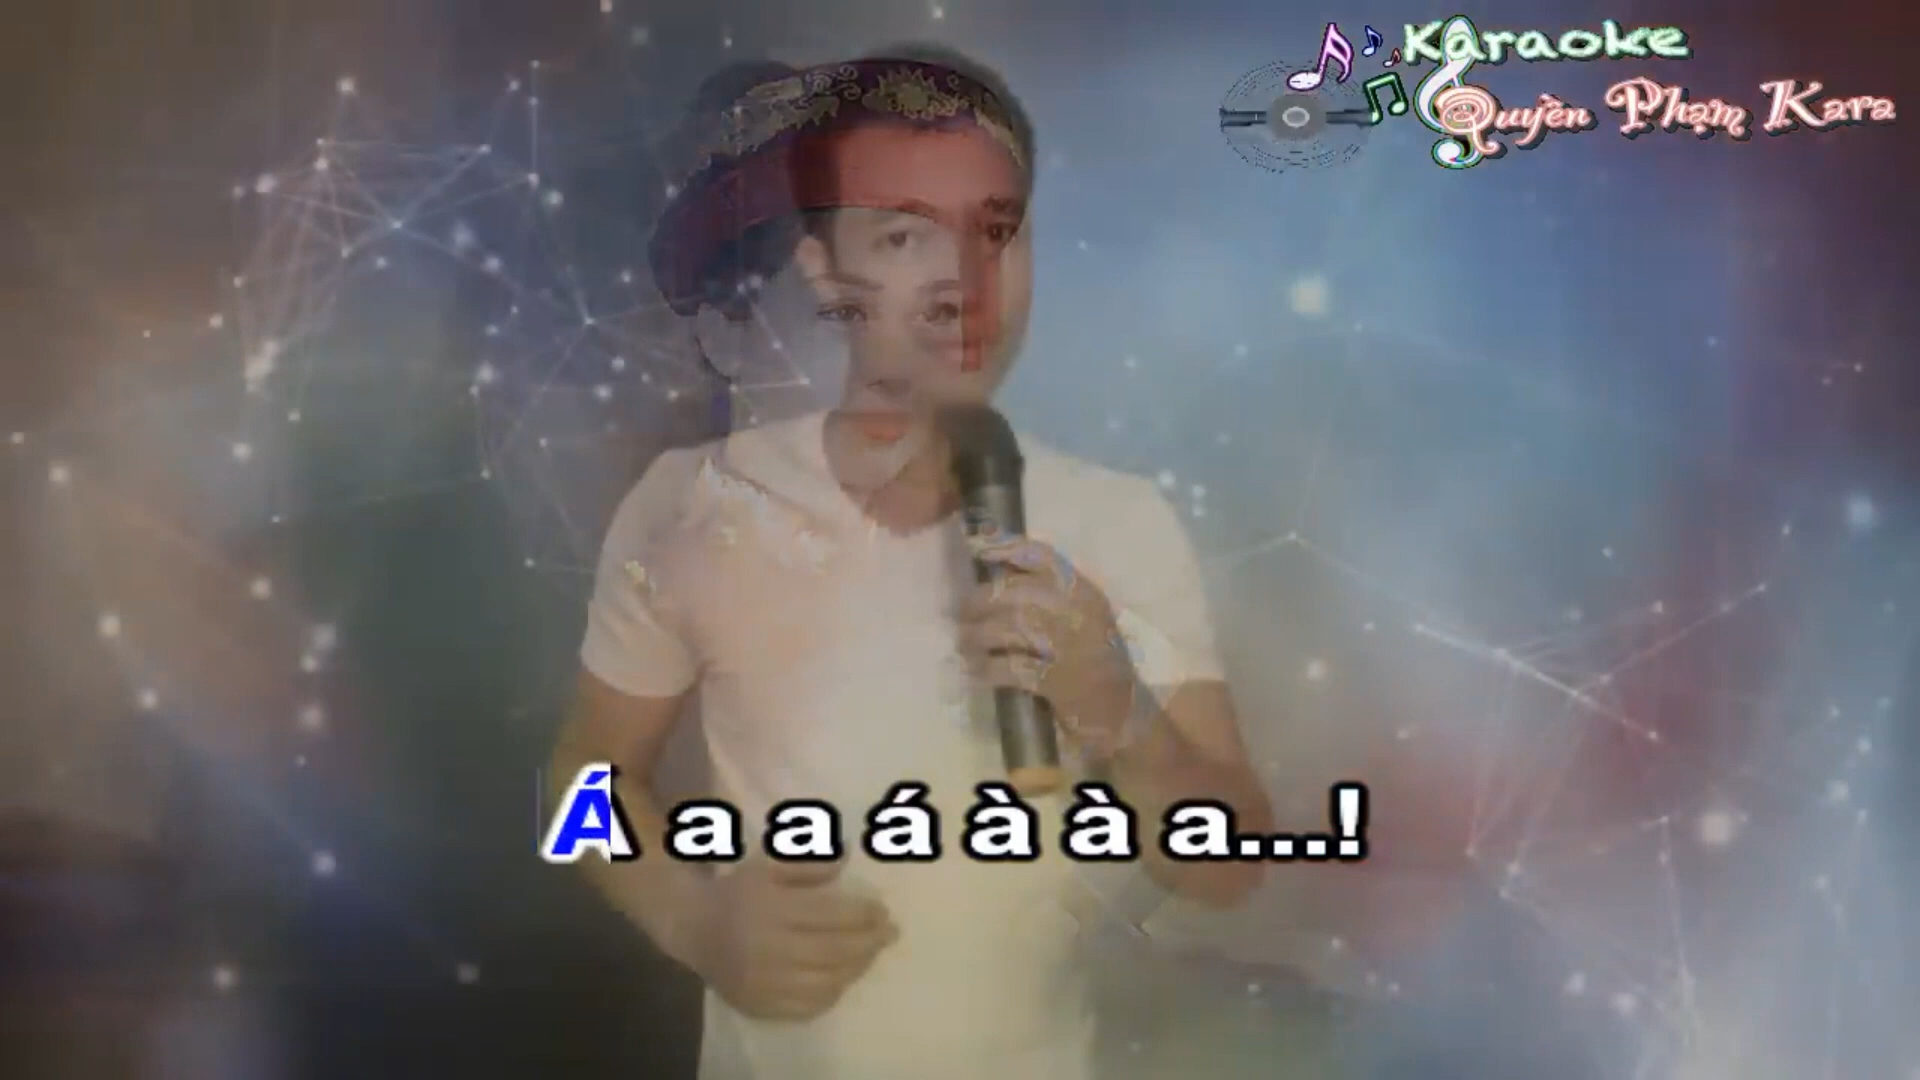 Karaoke
Quyền Phạm Kara
Á a a á à à a...!